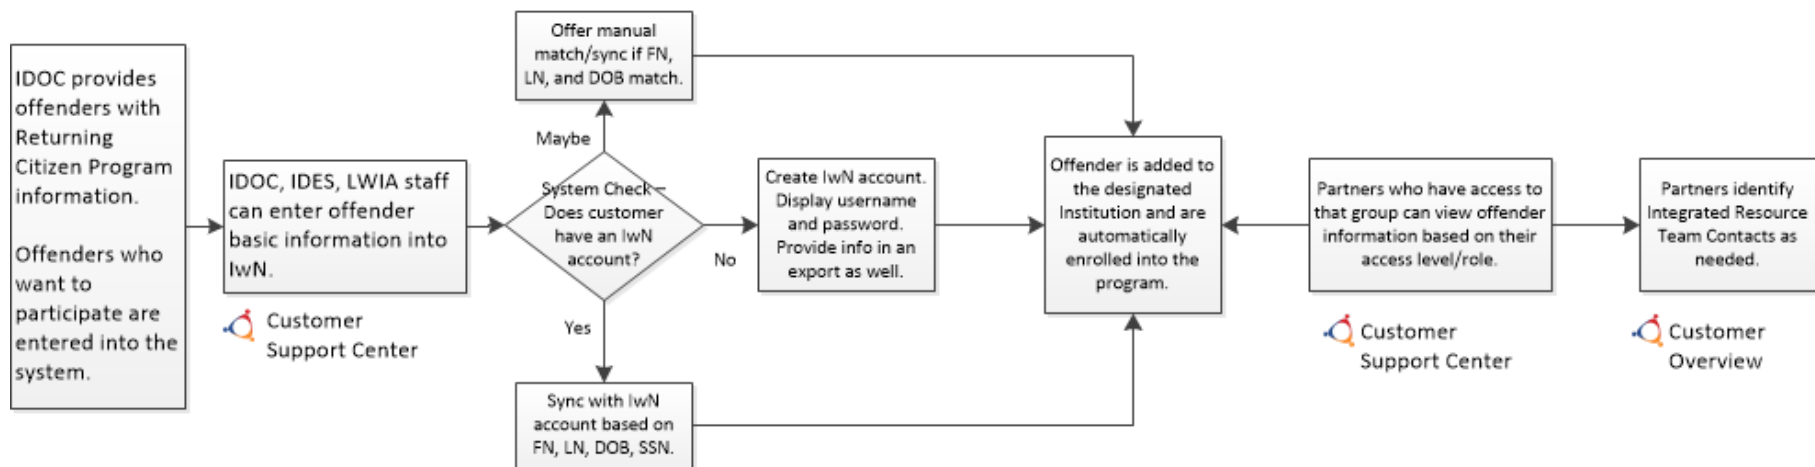 IDOC provides
offenders with
Returning
Citizen Program
information.
Offenders who
want to
participate are
entered into the
system.
IDOC, IDES, LWIA staff
can enter offender
basic information into
IwN.
Customer
Support Center
Offer manual
match/sync if FN,
LN, and DOB match.
Maybe
System Check –
Does customer
have an IwN
account?
No
Yes
Sync with IwN
account based on
FN, LN, DOB, SSN.
Create IwN account.
Display username
and password.
Provide info in an
export as well.
Offender is added to
the designated
Institution and are
automatically
enrolled into the
program.
Partners who have access to
that group can view offender
information based on their
access level/role.
Customer
Support Center
Partners identify
Integrated Resource
Team Contacts as
needed.
Customer
Overview